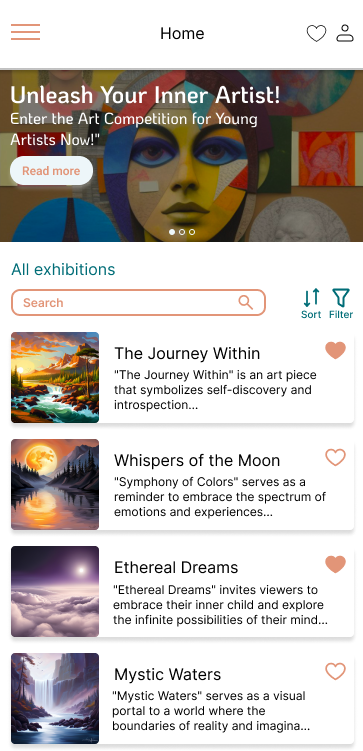 Home
Unleash Your Inner Artist!
Enter the Art Competition for Young
Artists Now!"
Read more
All exhibitions
Search
Sort
Filter
The Journey Within
"The Journey Within" is an art piece
that symbolizes self-discovery and
introspection...
Whispers of the Moon
"Symphony of Colors" serves as a
reminder to embrace the spectrum of
emotions and experiences...
Ethereal Dreams
"Ethereal Dreams" invites viewers to
embrace their inner child and explore
the infinite possibilities of their mind...
Mystic Waters
"Mystic Waters" serves as a visual
portal to a world where the
boundaries of reality and imagina...